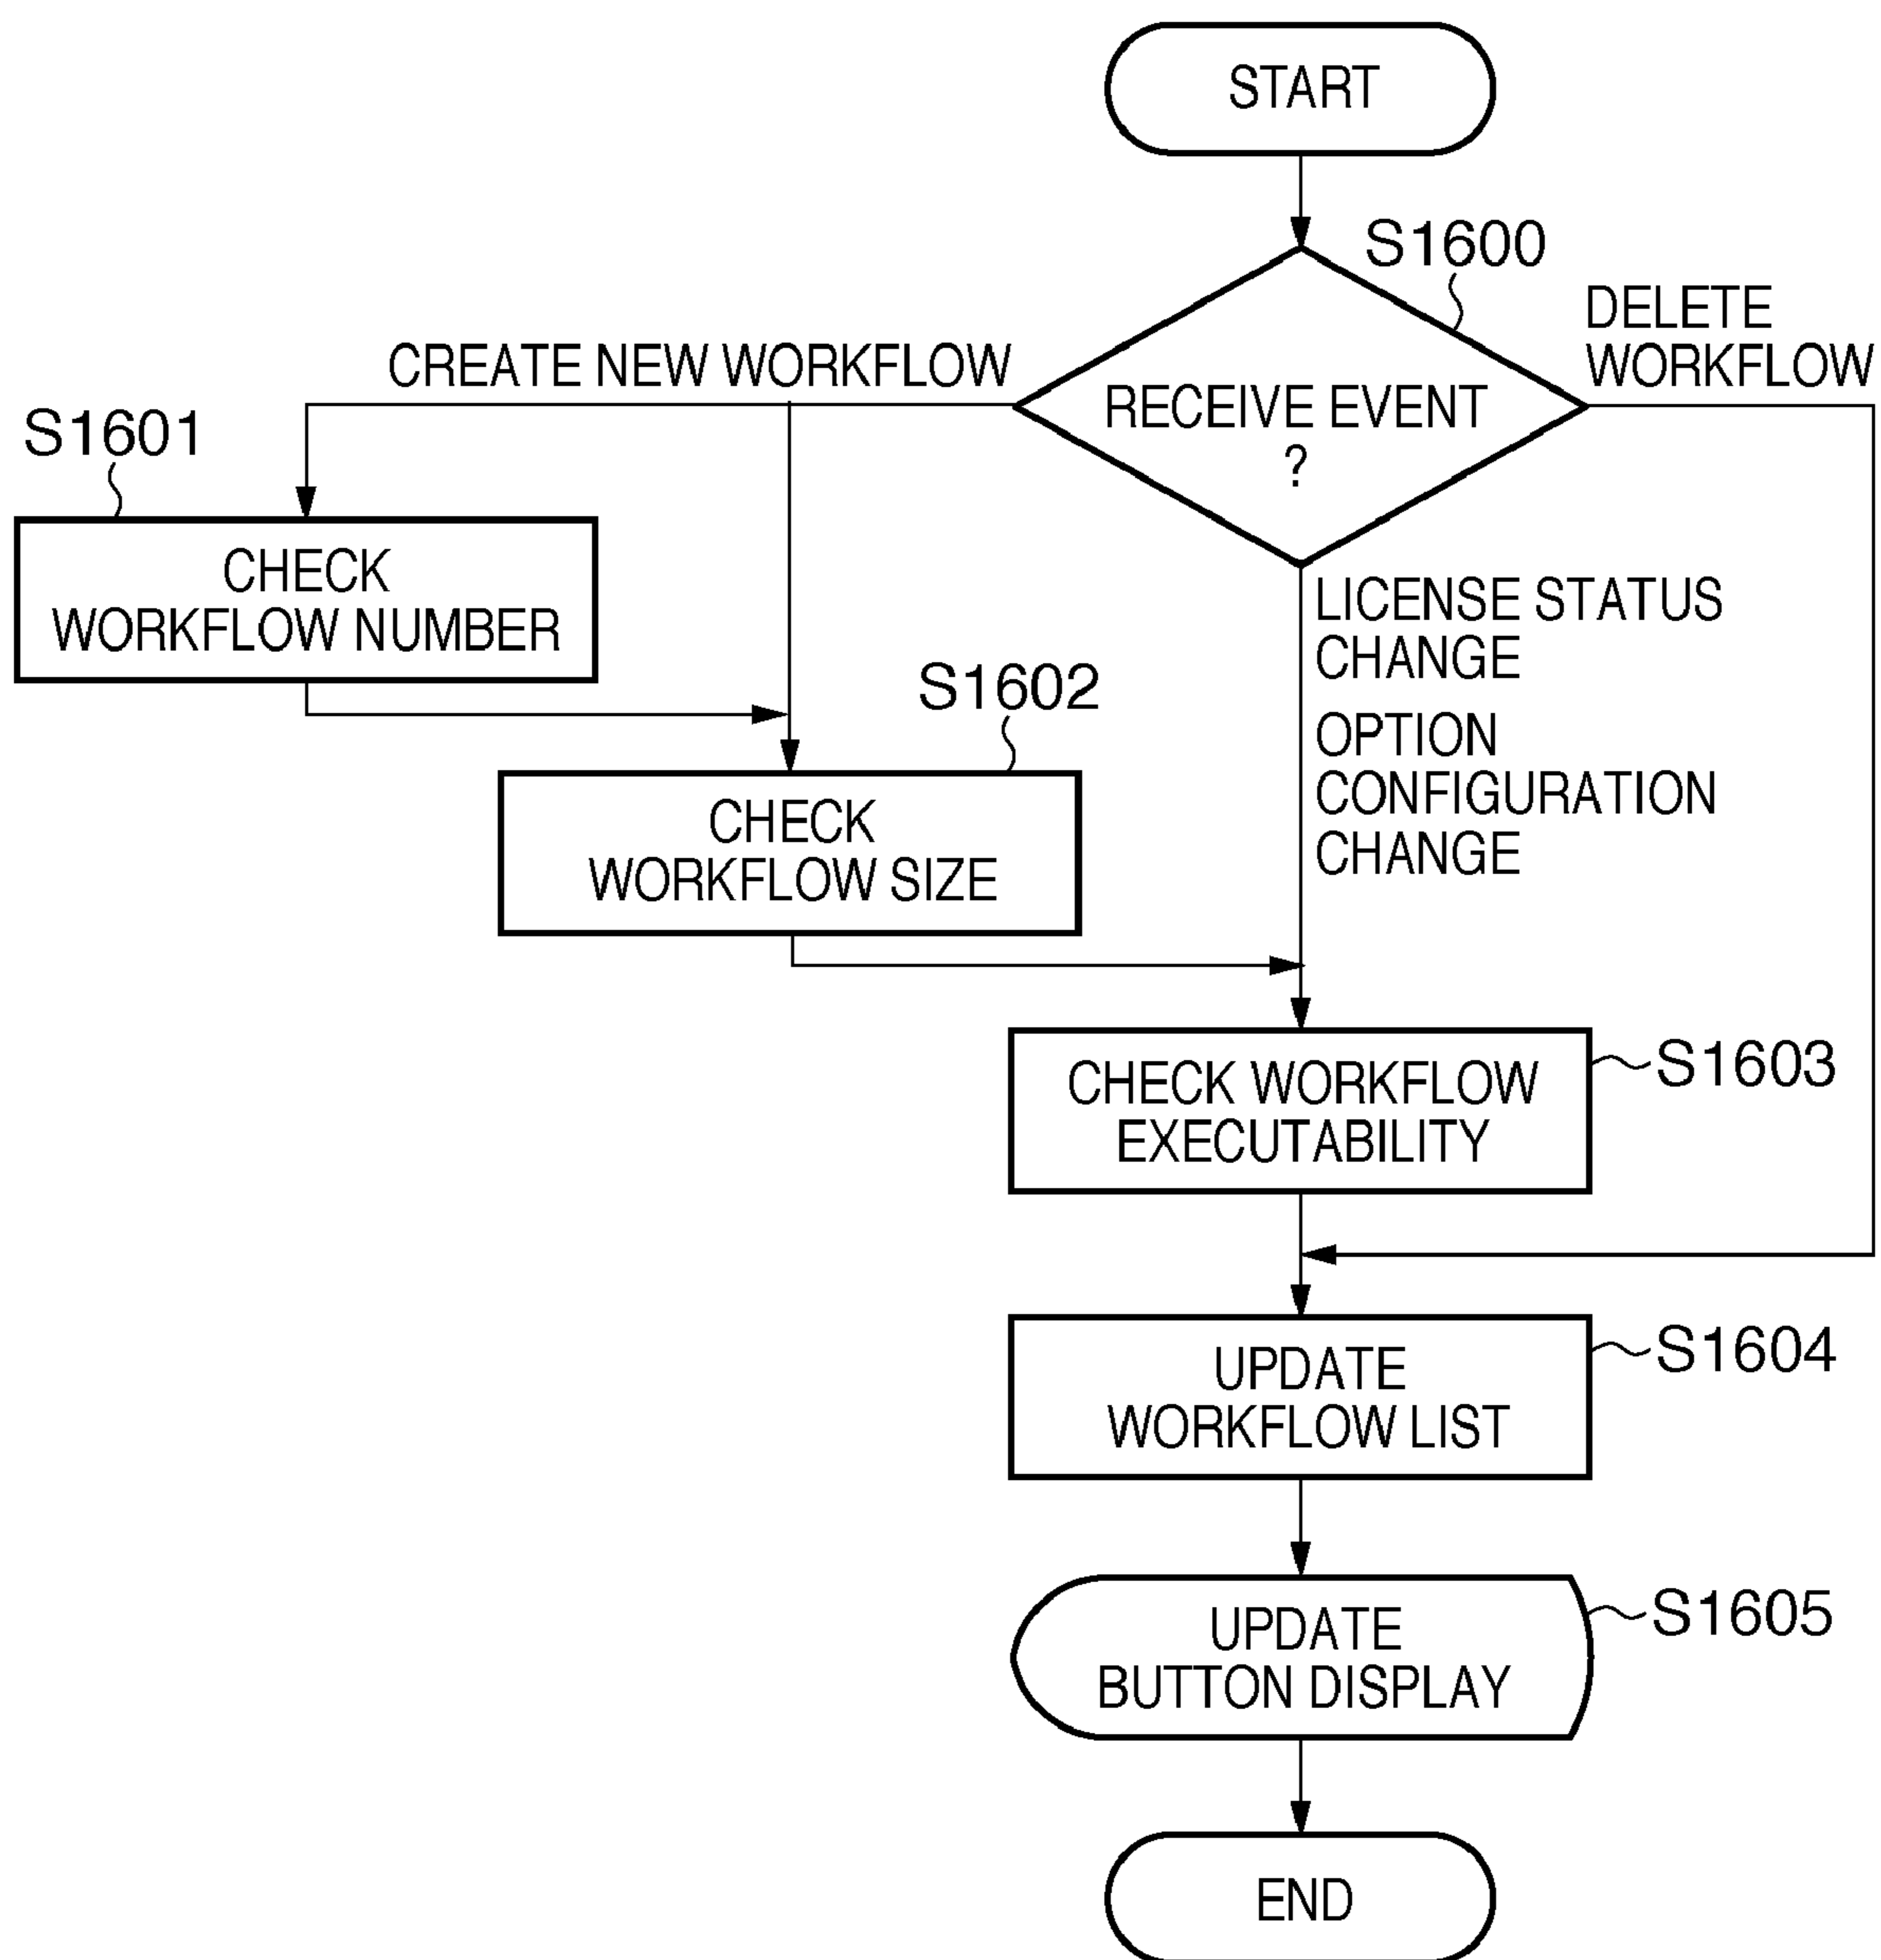 START
S1600
DELETE
WORKFLOW
CREATE NEW WORKFLOW
RECEIVE EVENT
?
S1601
CHECK
WORKFLOW NUMBER
LICENSE STATUS
CHANGE
S1602
OPTION
CONFIGURATION
CHANGE
CHECK
WORKFLOW SIZE
CHECK WORKFLOW
EXECUTABILITY
S1603
UPDATE
WORKFLOW LIST
S1604
UPDATE
BUTTON DISPLAY
S1605
END